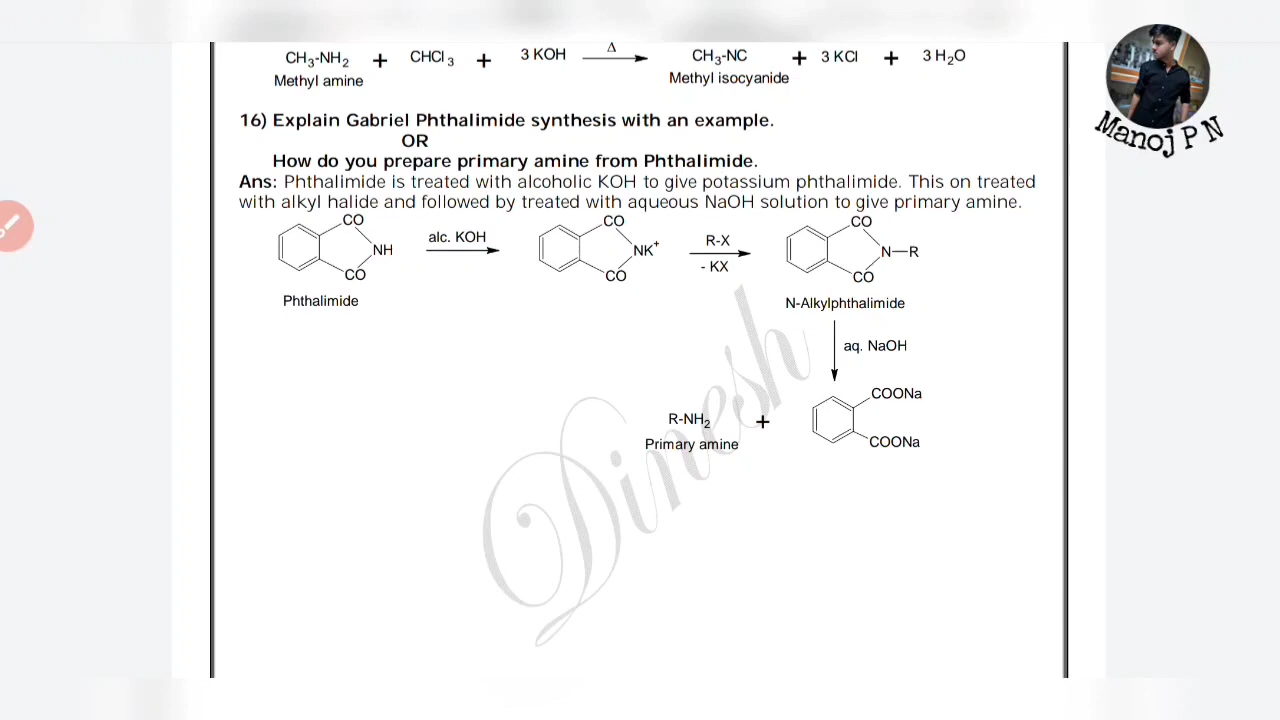 CH3-NH2 + CHCl3 + 3 KOH Δ CH3-NC + 3 KCl + 3 H2O
Methyl amine Methyl isocyanide
Manoj P N
16) Explain Gabriel Phthalimide synthesis with an example.
OR
How do you prepare primary amine from Phthalimide.
Ans: Phthalimide is treated with alcoholic KOH to give potassium phthalimide. This on treated
with alkyl halide and followed by treated with aqueous NaOH solution to give primary amine.
CO CO CO
alc. KOH R-X
NH NK+ N—R
- KX
CO CO CO
Phthalimide N-Alkylphthalimide
aq. NaOH
COONa
R-NH2 +
Primary amine COONa
Dinesh